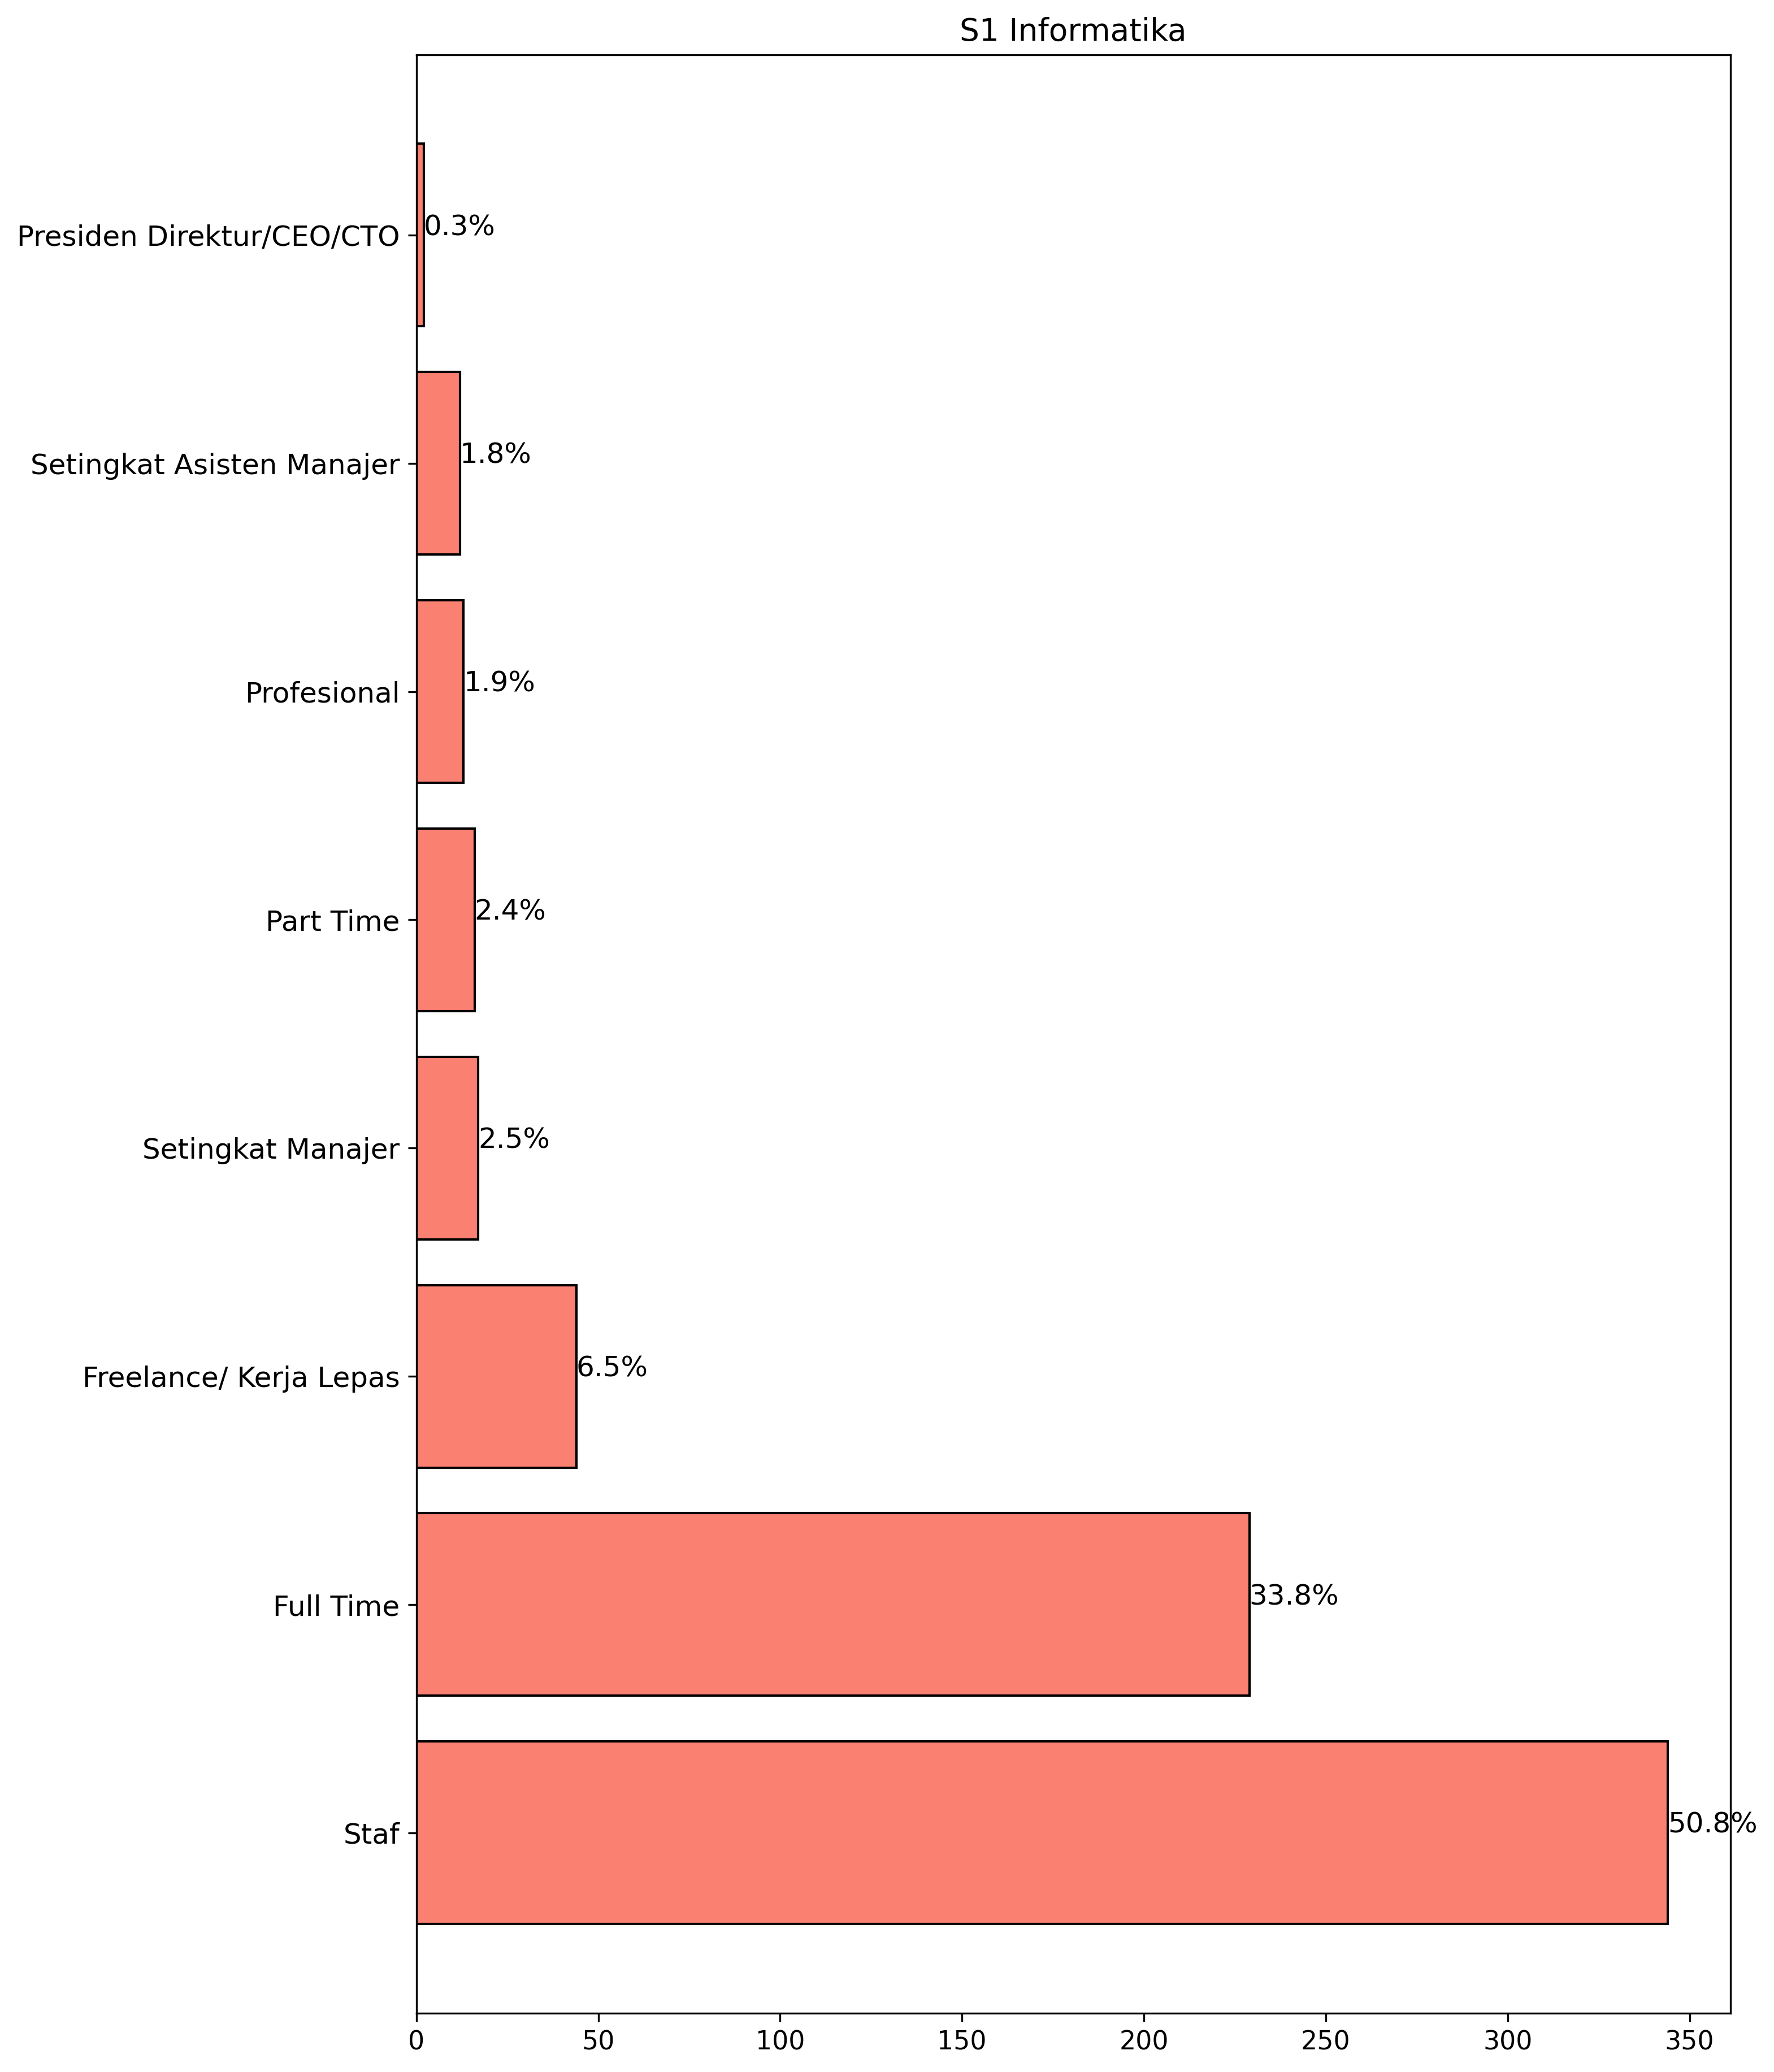 S1 Informatika
Presiden Direktur/CEO/CTO
0.3%
Setingkat Asisten Manajer
1.8%
Profesional
1.9%
Part Time
2.4%
Setingkat Manajer
2.5%
Freelance/ Kerja Lepas
6.5%
Full Time
33.8%
Staf
50.8%
0 50 100 150 200 250 300 350